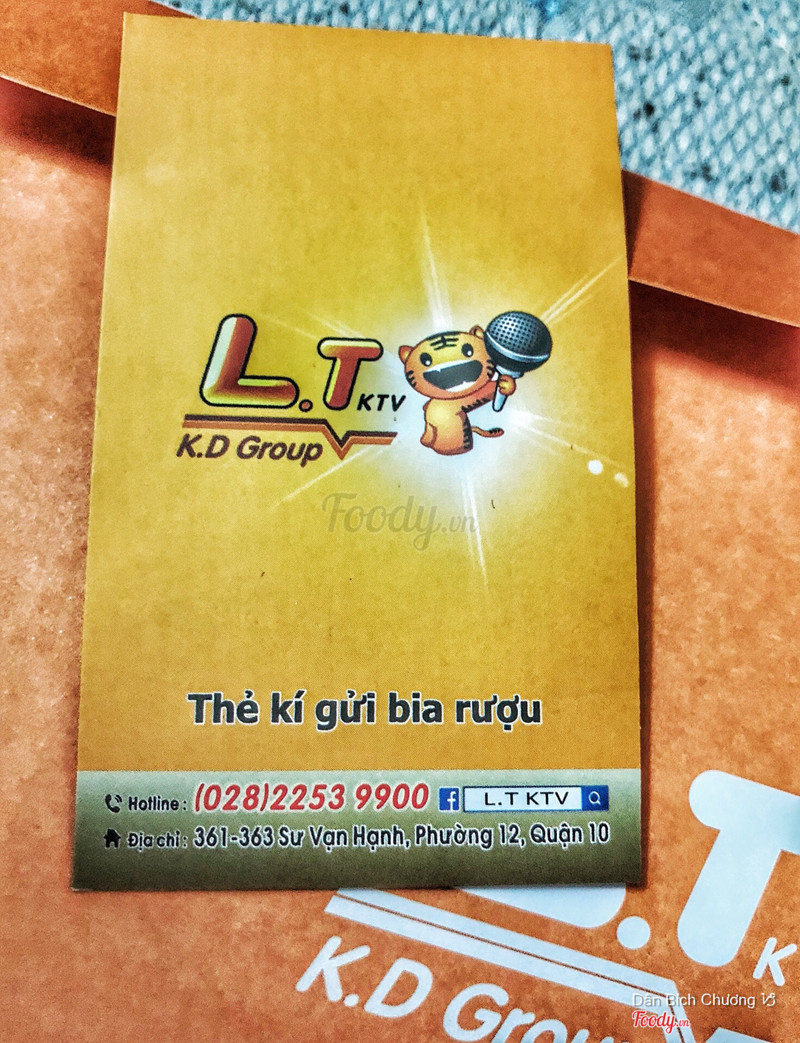 L.T KTV
K.D Group
Foody.vn
Thẻ kí gửi bia rượu
Hotline : (028)2253 9900 f L.T KTV
Địa chỉ : 361-363 Sư Vạn Hạnh, Phường 12, Quận 10
L.T K
K.D Group
Dân Bích Chương
Foody.vn